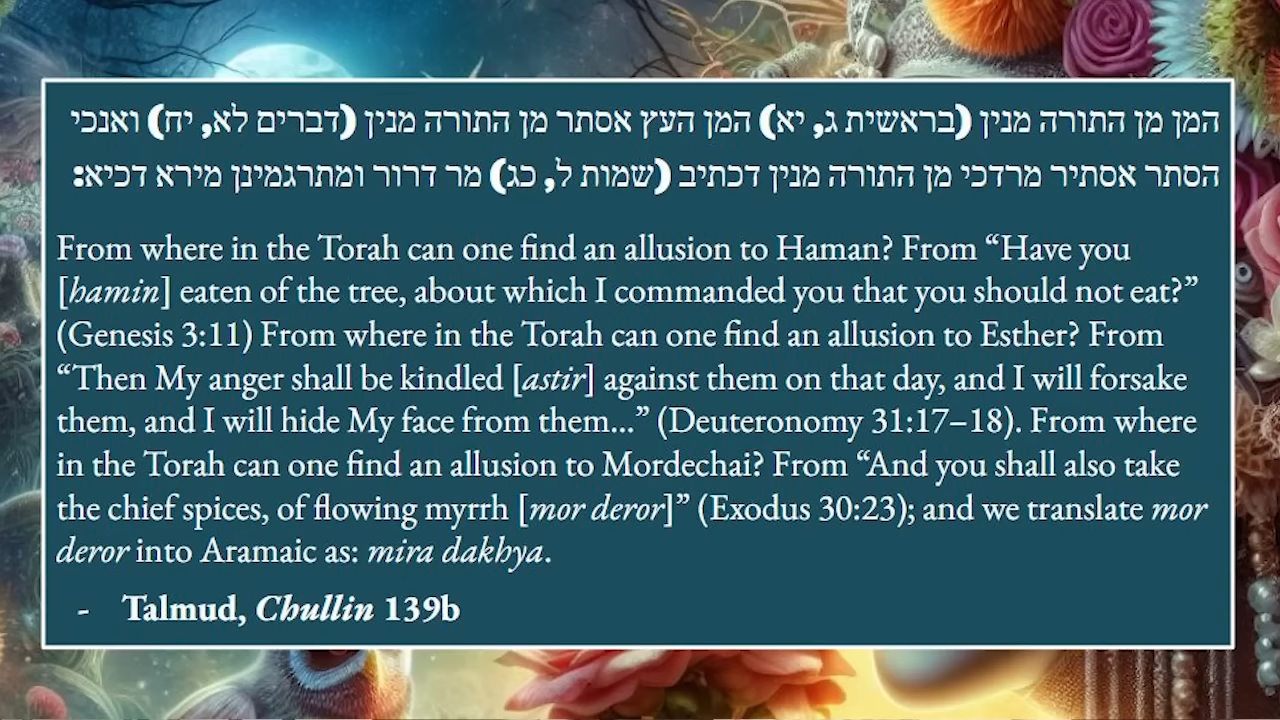 המן מן התורה מנין (בראשית ג, יא) המן העץ אסתר מן התורה מנין (דברים לא, יח) ואנכי
הסתר אסתיר מרדכי מן התורה מנין דכתיב (שמות ל, כג) מר דרור ומתרגמינן מירא דכיא:
From where in the Torah can one find an allusion to Haman? From “Have you
[hamin] eaten of the tree, about which I commanded you that you should not eat?”
(Genesis 3:11) From where in the Torah can one find an allusion to Esther? From
“Then My anger shall be kindled [astir] against them on that day, and I will forsake
them, and I will hide My face from them...” (Deuteronomy 31:17–18). From where
in the Torah can one find an allusion to Mordechai? From “And you shall also take
the chief spices, of flowing myrrh [mor deror]” (Exodus 30:23); and we translate mor
deror into Aramaic as: mira dakhya.
- Talmud, Chullin 139b